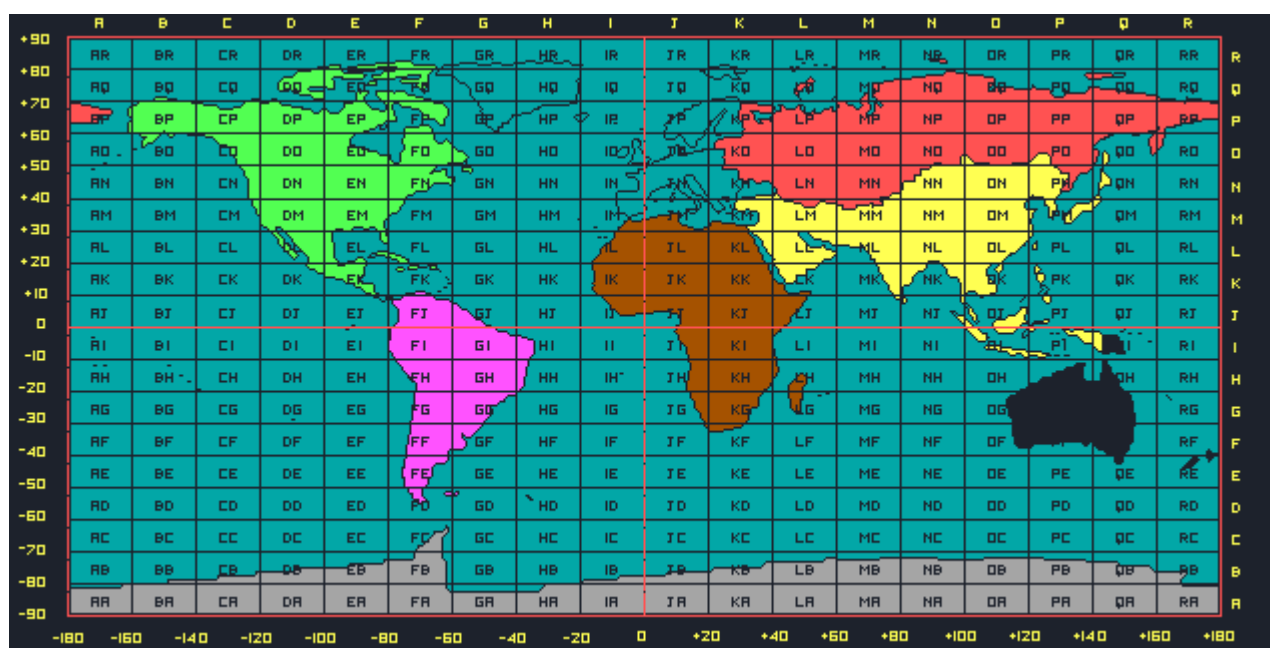 A B C D E F G H I J K L M N O P Q R
+90
AR BR CR DR ER FR GR HR IR JR KR LR MR NR OR PR QR RR R
+80
AQ BQ CQ DQ EQ FQ GQ HQ IQ JQ KQ LQ MQ NQ OQ PQ QQ RQ Q
+70
AP BP CP DP EP FP GP HP IP JP KP LP MP NP OP PP QP RP P
+60
AO BO CO DO EO FO GO HO IO JO KO LO MO NO OO PO QO RO O
+50
AN BN CN DN EN FN GN HN IN JN KN LN MN NN ON PN QN RN N
+40
AM BM CM DM EM FM GM HM IM JM KM LM MM NM OM PM QM RM M
+30
AL BL CL DL EL FL GL HL IL JL KL LL ML NL OL PL QL RL L
+20
AK BK CK DK EK FK GK HK IK JK KK LK MK NK OK PK QK RK K
+10
AJ BJ CJ DJ EJ FJ GJ HJ IJ JJ KJ LJ MJ NJ OJ PJ QJ RJ J
0
AI BI CI DI EI FI GI HI II JI KI LI MI NI OI PI RI I
-10
AH BH CH DH EH FH GH HH IH JH KH LH MH NH OH QH RH H
-20
AG BG CG DG EG FG GG HG IG JG KG LG MG NG OG RG G
-30
AF BF CF DF EF FF GF HF IF JF KF LF MF NF OF RF F
-40
AE BE CE DE EE FE GE HE IE JE KE LE ME NE OE PE QE RE E
-50
AD BD CD DD ED FD GD HD ID JD KD LD MD ND OD PD QD RD D
-60
AC BC CC DC EC FC GC HC IC JC KC LC MC NC OC PC QC RC C
-70
AB BB CB DB EB FB GB HB IB JB KB LB MB NB OB PB QB RB B
-80
AA BA CA DA EA FA GA HA IA JA KA LA MA NA OA PA QA RA A
-90
-180 -160 -140 -120 -100 -80 -60 -40 -20 0 +20 +40 +60 +80 +100 +120 +140 +160 +180